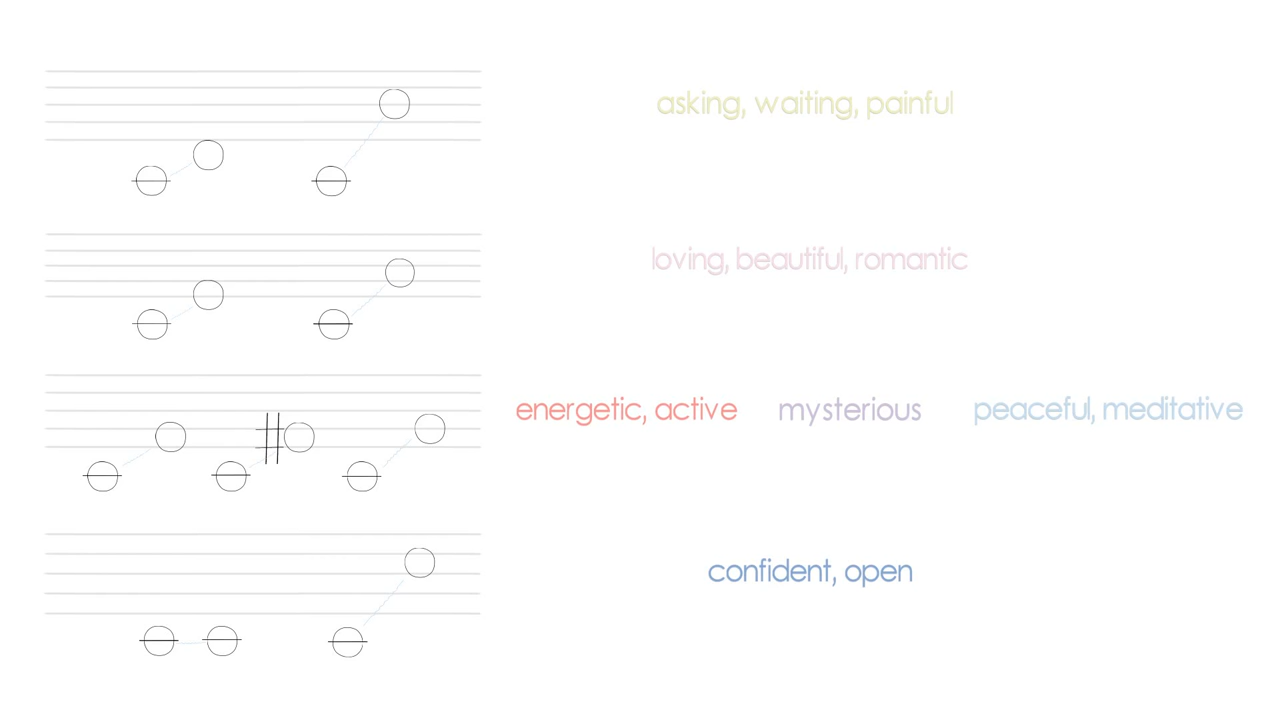 asking, waiting, painful
loving, beautiful, romantic
energetic, active mysterious peaceful, meditative
confident, open